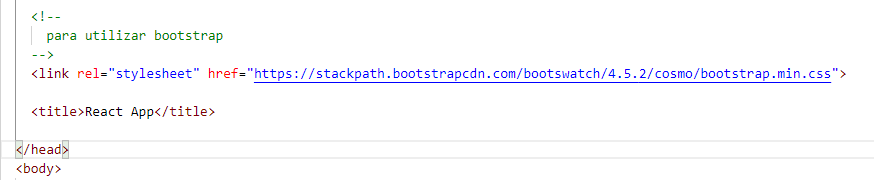 <!--
para utilizar bootstrap
-->
<link rel="stylesheet" href="https://stackpath.bootstrapcdn.com/bootswatch/4.5.2/cosmo/bootstrap.min.css">
<title>React App</title>
</head>
<body>